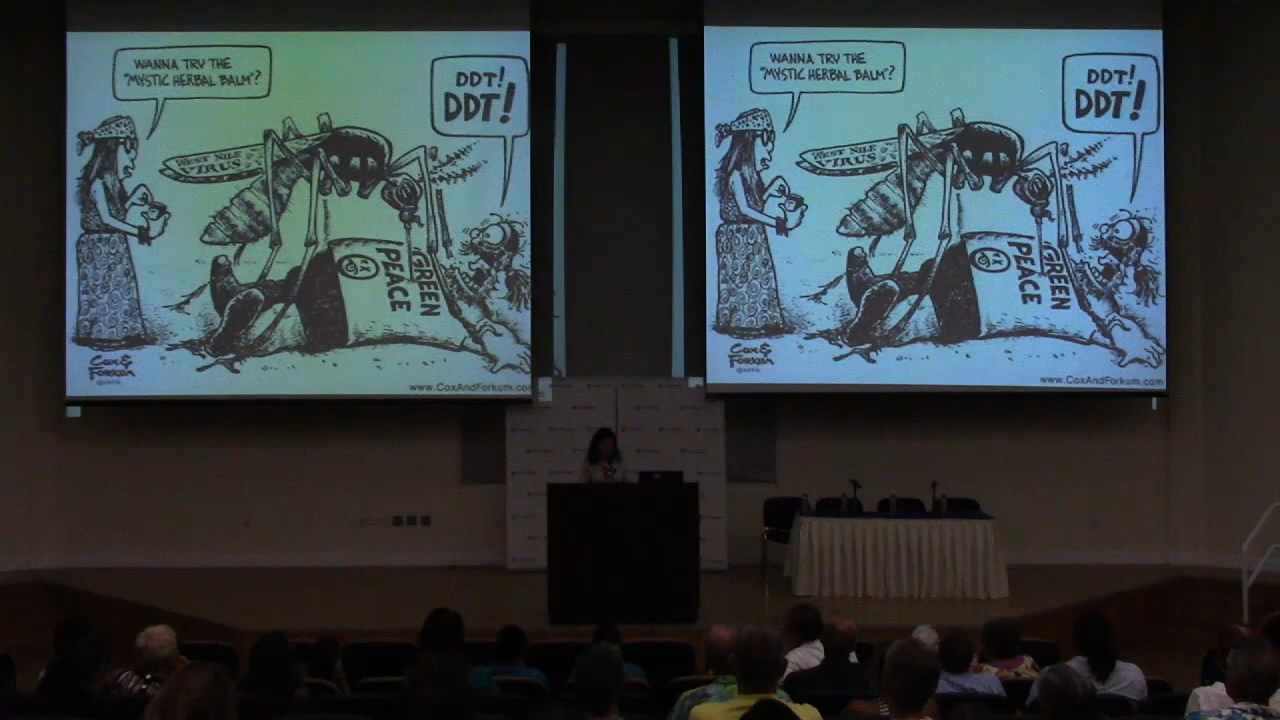 WANNA TRY THE
"MYSTIC HERBAL BALM"?
DDT!
DDT!
WEST NILE
VIRUS
GREEN
PEACE
COX &
FORKUM
www.CoxAndForkum.co
WANNA TRY THE
"MYSTIC HERBAL BALM"?
DDT!
DDT!
WEST NILE
VIRUS
GREEN
PEACE
COX &
FORKUM
www.CoxAndForkum.com